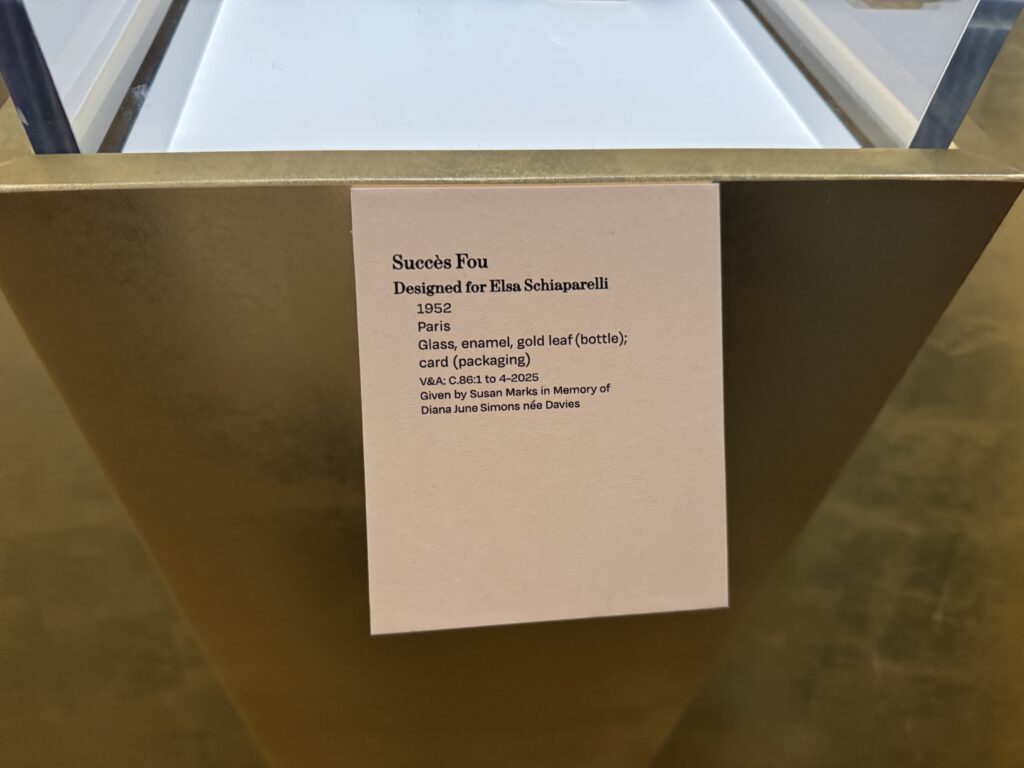 Succès Fou
Designed for Elsa Schiaparelli
1952
Paris
Glass, enamel, gold leaf (bottle);
card (packaging)
V&A: C.86:1 to 4-2025
Given by Susan Marks in Memory of
Diana June Simons née Davies